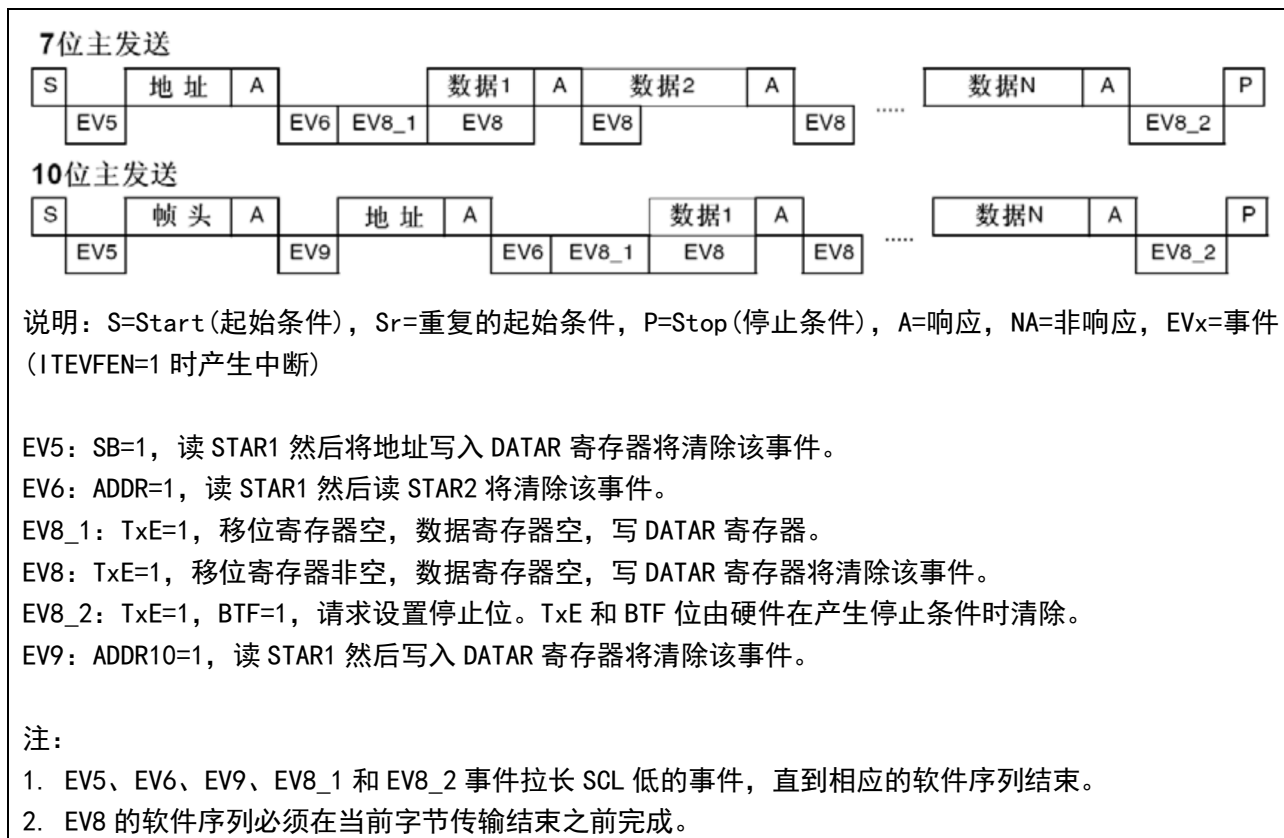 7位主发送
S 地 址 A 数据1 A 数据2 A ..... 数据N A P
EV5 EV6 EV8_1 EV8 EV8 EV8 EV8_2
10位主发送
S 帧 头 A 地 址 A 数据1 A ..... 数据N A P
EV5 EV9 EV6 EV8_1 EV8 EV8 EV8_2
说明：S=Start(起始条件)，Sr=重复的起始条件，P=Stop(停止条件)，A=响应，NA=非响应，EVx=事件
(ITEVFEN=1 时产生中断)
EV5：SB=1，读 STAR1 然后将地址写入 DATAR 寄存器将清除该事件。
EV6：ADDR=1，读 STAR1 然后读 STAR2 将清除该事件。
EV8_1：TxE=1，移位寄存器空，数据寄存器空，写 DATAR 寄存器。
EV8：TxE=1，移位寄存器非空，数据寄存器空，写 DATAR 寄存器将清除该事件。
EV8_2：TxE=1，BTF=1，请求设置停止位。TxE 和 BTF 位由硬件在产生停止条件时清除。
EV9：ADDR10=1，读 STAR1 然后写入 DATAR 寄存器将清除该事件。
注：
1. EV5、EV6、EV9、EV8_1 和 EV8_2 事件拉长 SCL 低的事件，直到相应的软件序列结束。
2. EV8 的软件序列必须在当前字节传输结束之前完成。